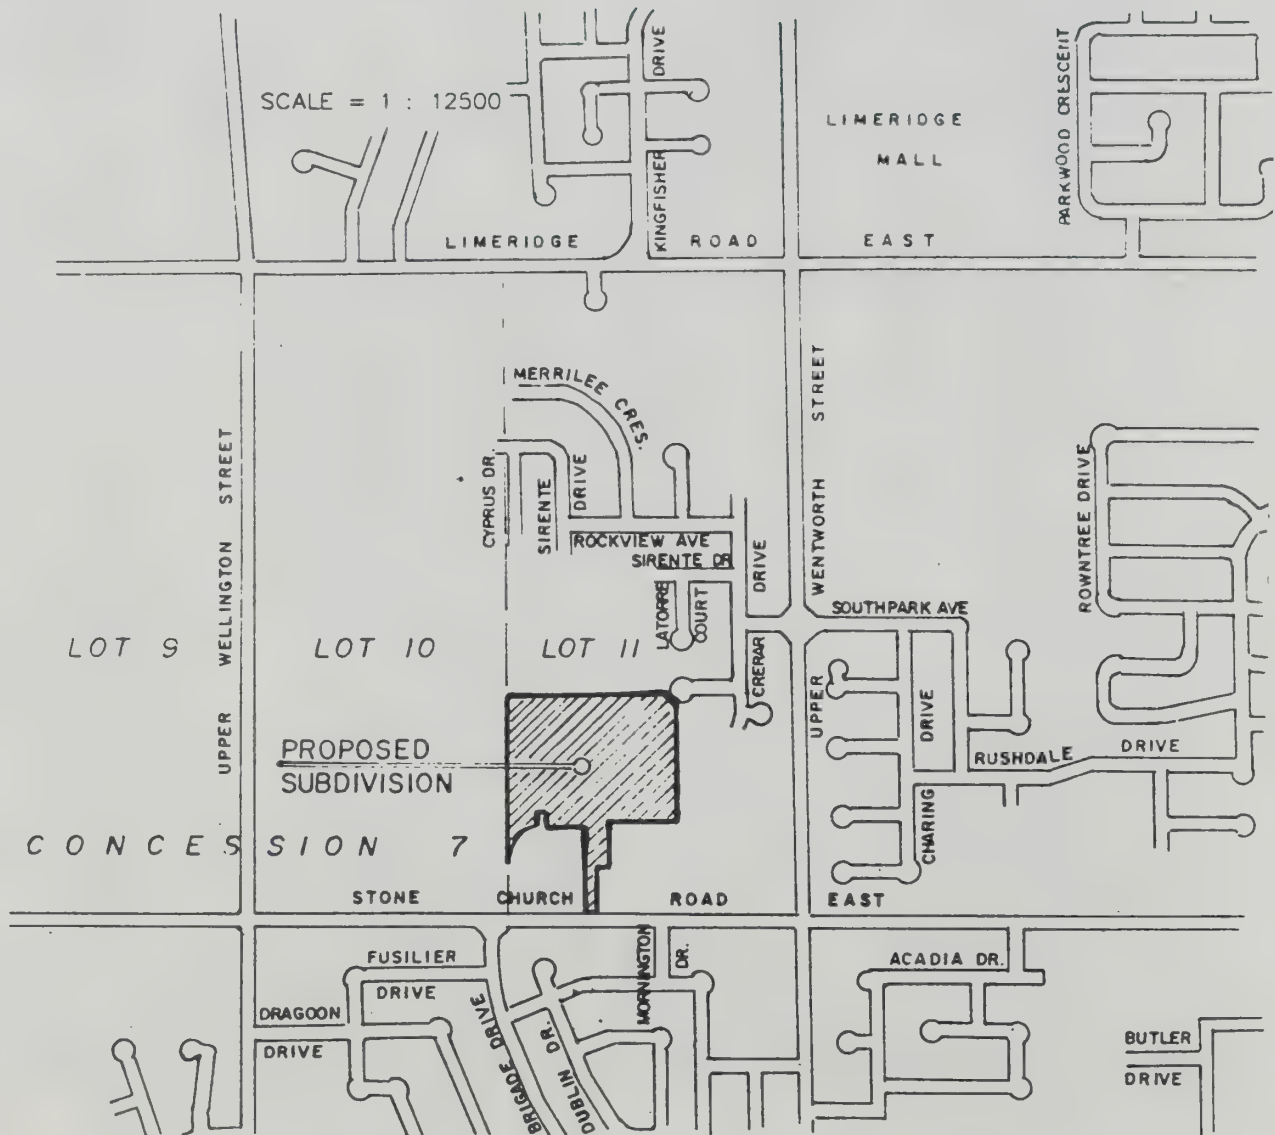 SCALE = 1 : 12500
KINGFISHER DRIVE
LIMERIDGE
MALL
PARKWOOD CRESCENT
LIMERIDGE ROAD EAST
MERRILEE CRES.
UPPER WELLINGTON STREET
CYPRUS DR.
SIRENTE DRIVE
ROCKVIEW AVE
SIRENTE DR
LATORRE COURT
CRERAR DRIVE
UPPER WENTWORTH STREET
SOUTHPARK AVE
ROWNTREE DRIVE
LOT 9
LOT 10
LOT 11
PROPOSED
SUBDIVISION
CHARING DRIVE
RUSHDALE DRIVE
CONCESSION 7
STONE CHURCH ROAD EAST
FUSILIER
DRIVE
DRAGOON
DRIVE
BRIGADE DRIVE
DUBLIN DR.
MORNINGTON DR.
ACADIA DR.
BUTLER
DRIVE